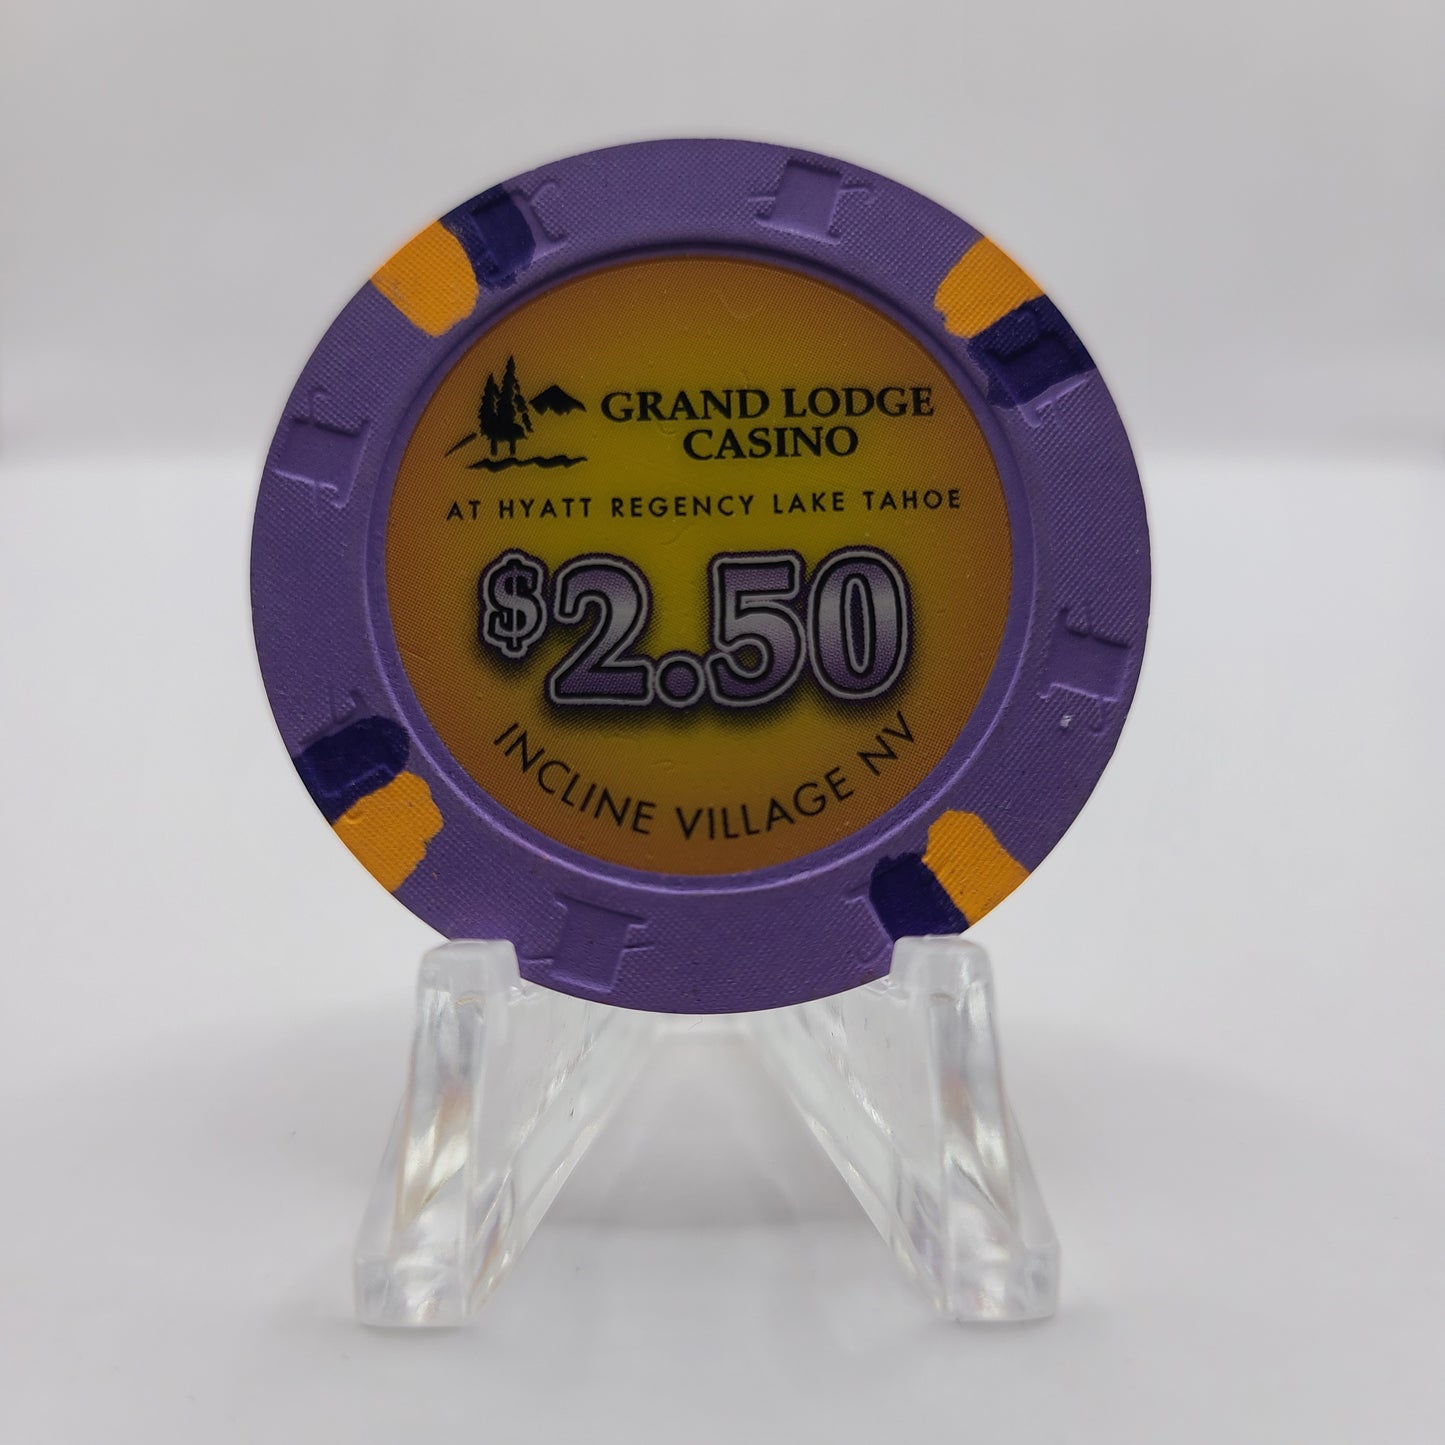 GRAND LODGE
CASINO
AT HYATT REGENCY LAKE TAHOE
$2.50
INCLINE VILLAGE NV